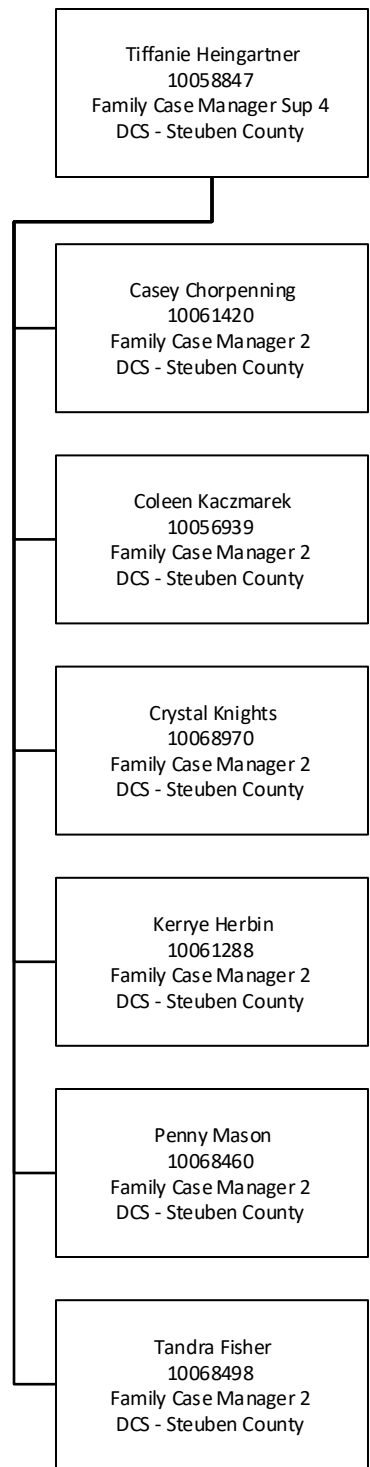 Tiffanie Heingartner
10058847
Family Case Manager Sup 4
DCS - Steuben County
Casey Chorpenning
10061420
Family Case Manager 2
DCS - Steuben County
Coleen Kaczmarek
10056939
Family Case Manager 2
DCS - Steuben County
Crystal Knights
10068970
Family Case Manager 2
DCS - Steuben County
Kerrye Herbin
10061288
Family Case Manager 2
DCS - Steuben County
Penny Mason
10068460
Family Case Manager 2
DCS - Steuben County
Tandra Fisher
10068498
Family Case Manager 2
DCS - Steuben County